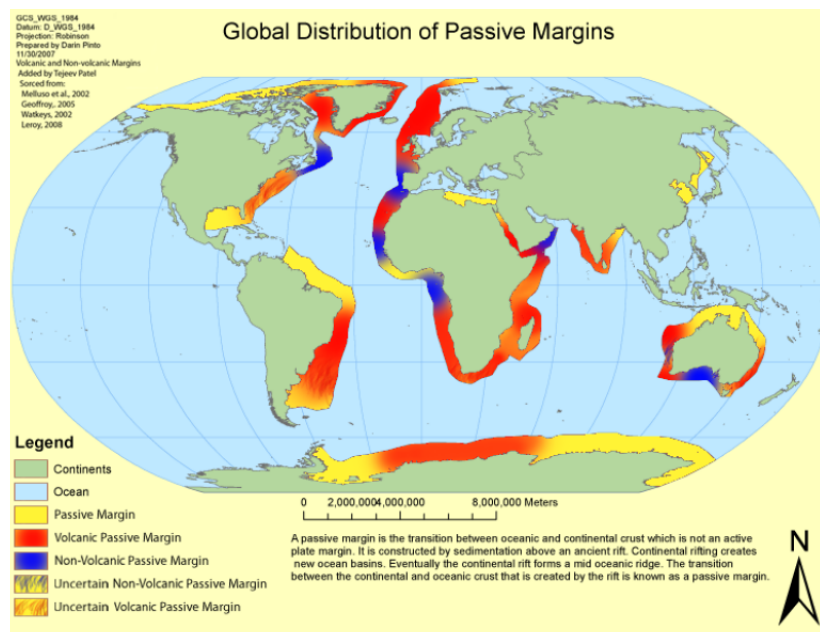 GCS_WGS_1984
Datum: D_WGS_1984
Projection: Robinson
Prepared by Darin Pinto
11/30/2007
Volcanic and Non-volcanic Margins
Added by Tejeev Patel
Sorced from:
Melluso et al., 2002
Geoffroy,. 2005
Watkeys, 2002
Leroy, 2008
Global Distribution of Passive Margins
Legend
Continents
Ocean
Passive Margin
Volcanic Passive Margin
Non-Volcanic Passive Margin
Uncertain Non-Volcanic Passive Margin
Uncertain Volcanic Passive Margin
0 2,000,0004,000,000 8,000,000 Meters
A passive margin is the transition between oceanic and continental crust which is not an active
plate margin. It is constructed by sedimentation above an ancient rift. Continental rifting creates
new ocean basins. Eventually the continental rift forms a mid oceanic ridge. The transition
between the continental and oceanic crust that is created by the rift is known as a passive margin.
N